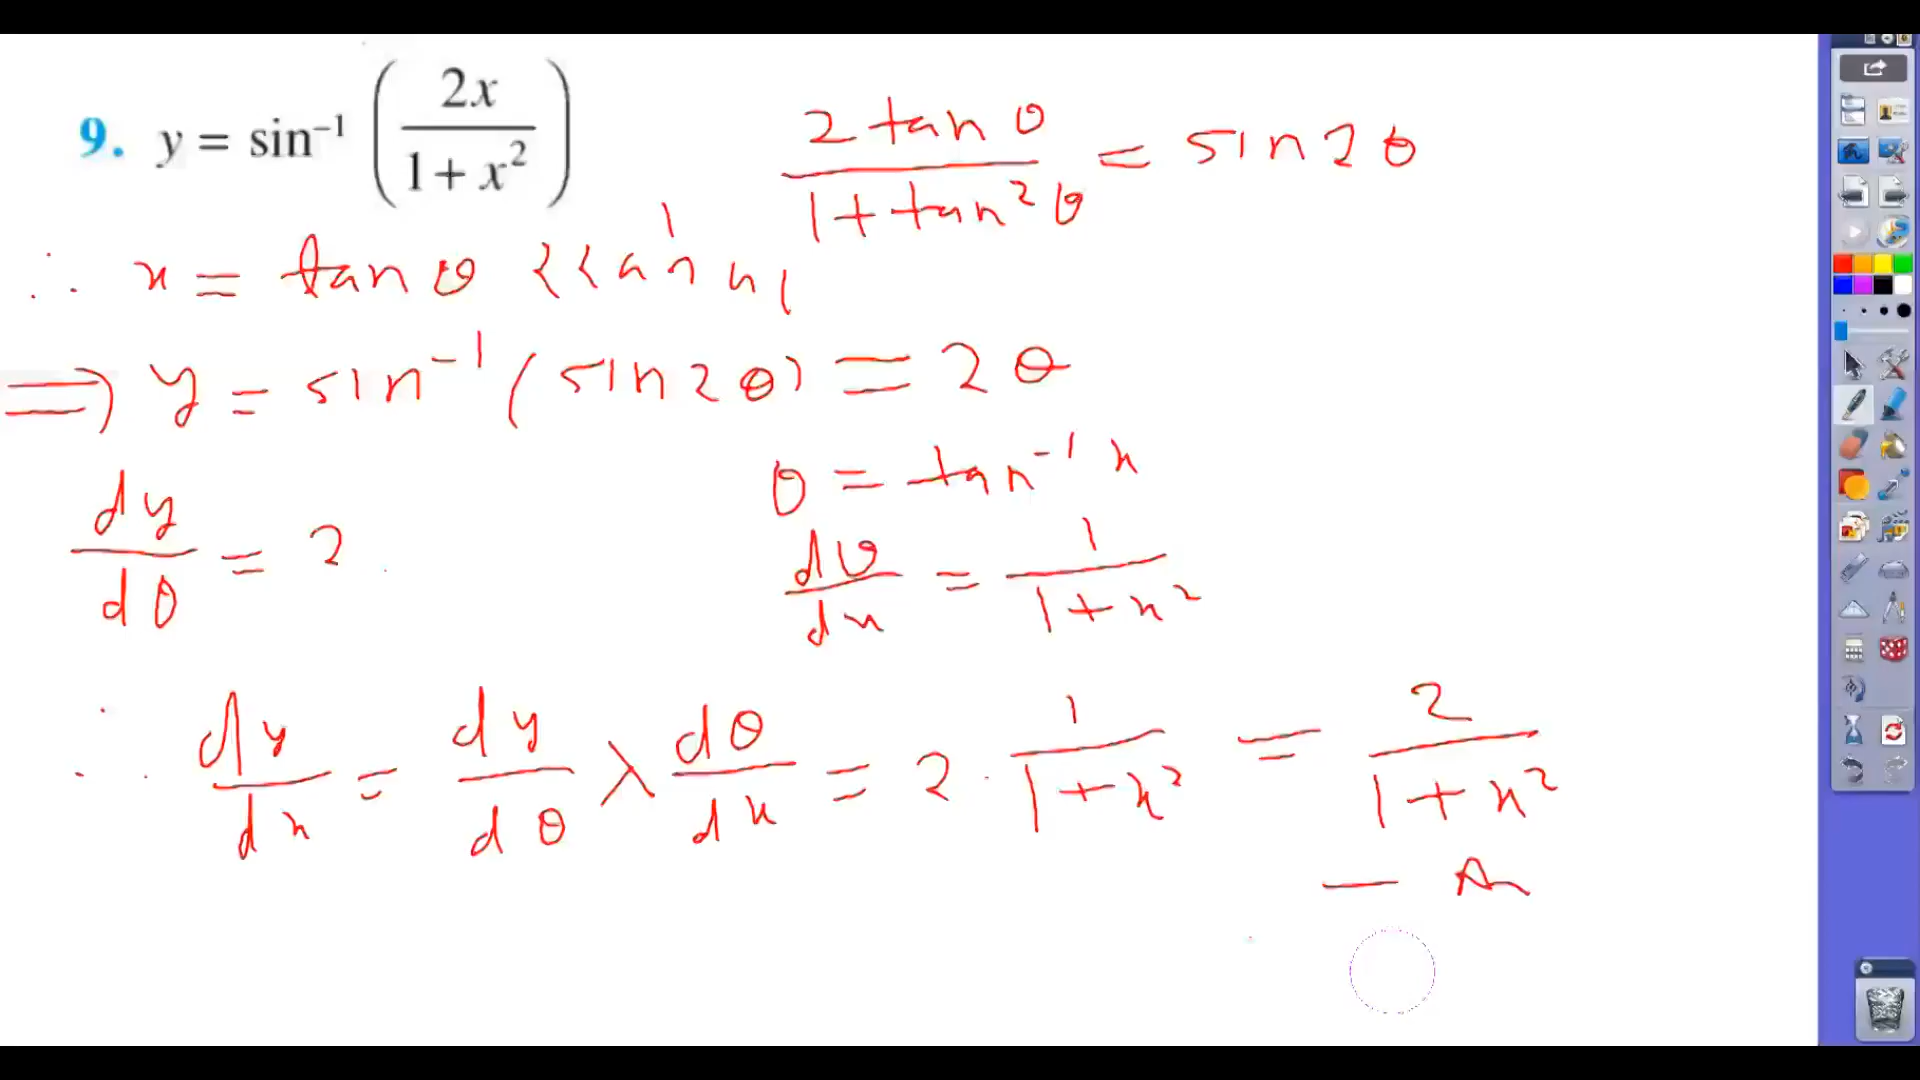 9. y = sin⁻¹ (2x / 1 + x²)
2 tan θ / 1 + tan² θ = sin 2θ
∴ x = tan θ
⇒ y = sin⁻¹ (sin 2θ) = 2θ
θ = tan⁻¹ x
dy/dθ = 2
dθ/dx = 1 / 1 + x²
∴ dy/dx = dy/dθ × dθ/dx = 2 · 1 / 1 + x² = 2 / 1 + x²